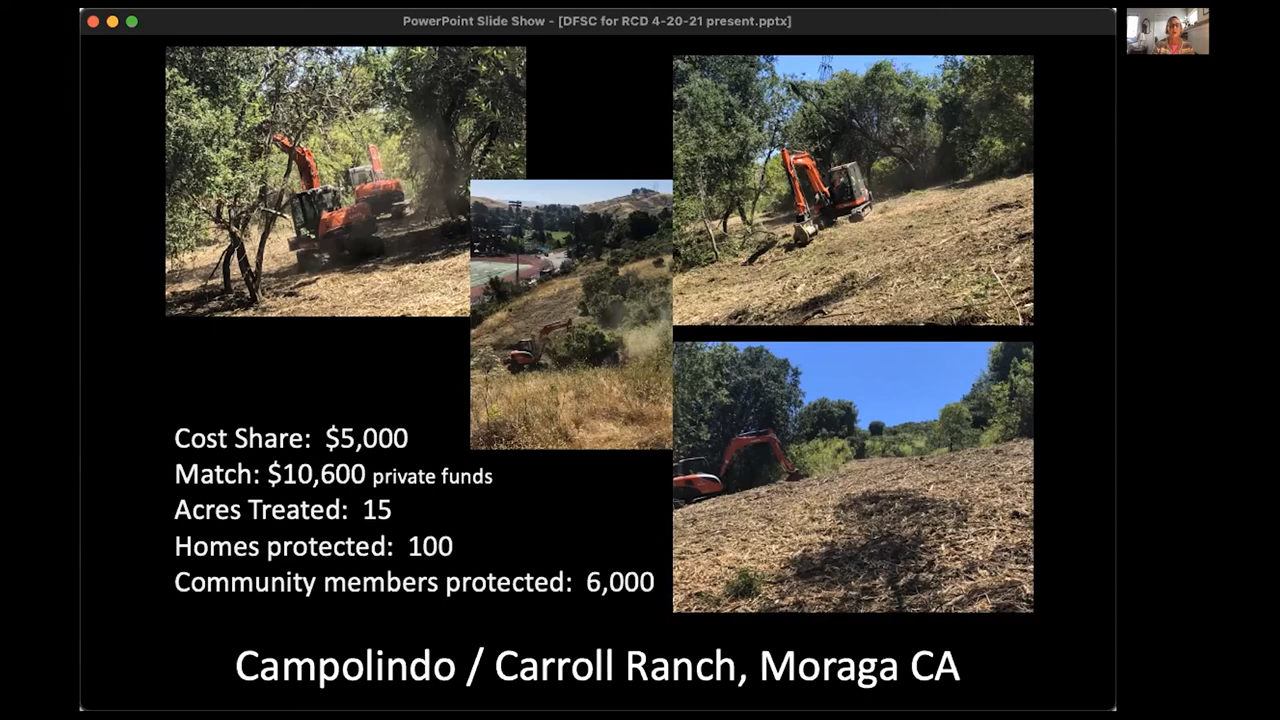 PowerPoint Slide Show - [DFSC for RCD 4-20-21 present.pptx]
Cost Share: $5,000
Match: $10,600 private funds
Acres Treated: 15
Homes protected: 100
Community members protected: 6,000
Campolindo / Carroll Ranch, Moraga CA